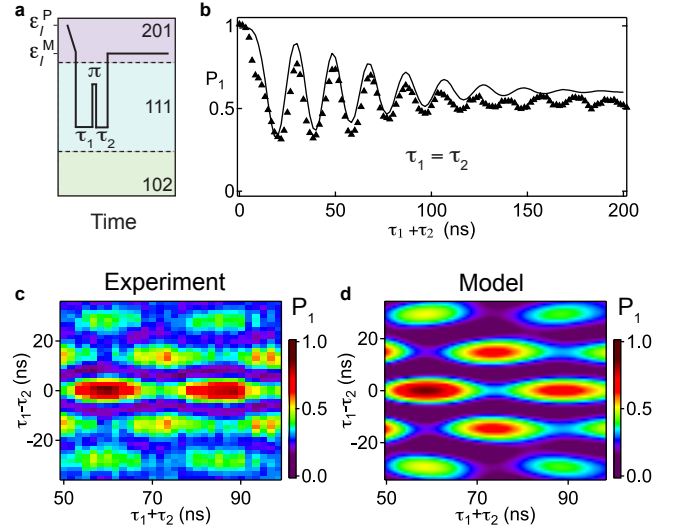 a
ε_l^P
ε_l^M
201
π
111
τ₁ τ₂
102
Time
b
1
P₁
0.5
0
τ₁ = τ₂
0 50 100 150 200
τ₁ +τ₂ (ns)
Experiment
c
P₁
20
0
-20
τ₁-τ₂ (ns)
1.0
0.5
0.0
50 70 90
τ₁+τ₂ (ns)
Model
d
P₁
20
0
-20
τ₁-τ₂ (ns)
1.0
0.5
0.0
50 70 90
τ₁+τ₂ (ns)